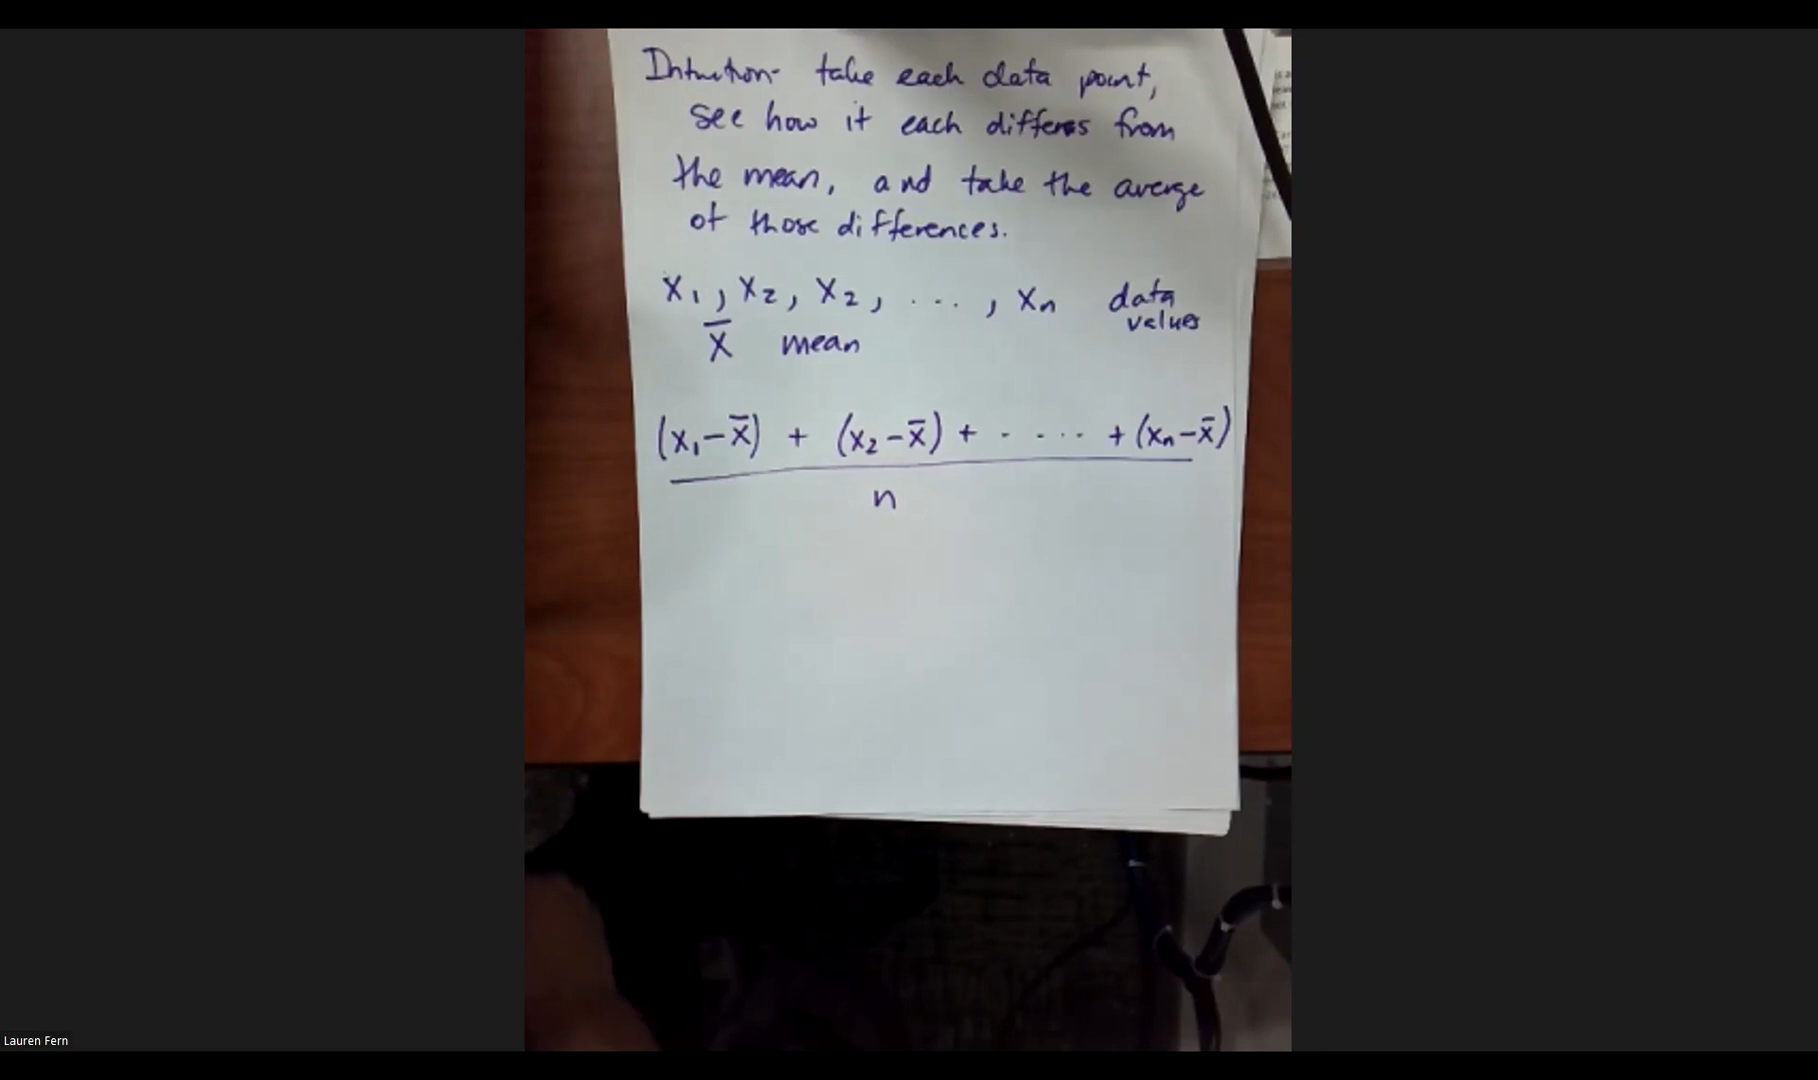 Intuition- take each data point,
see how it each differs from
the mean, and take the average
of those differences.
x₁, x₂, x₂, ...., xₙ data values
x̄ mean
(x₁-x̄) + (x₂-x̄) + ····· + (xₙ-x̄)
n
Lauren Fern